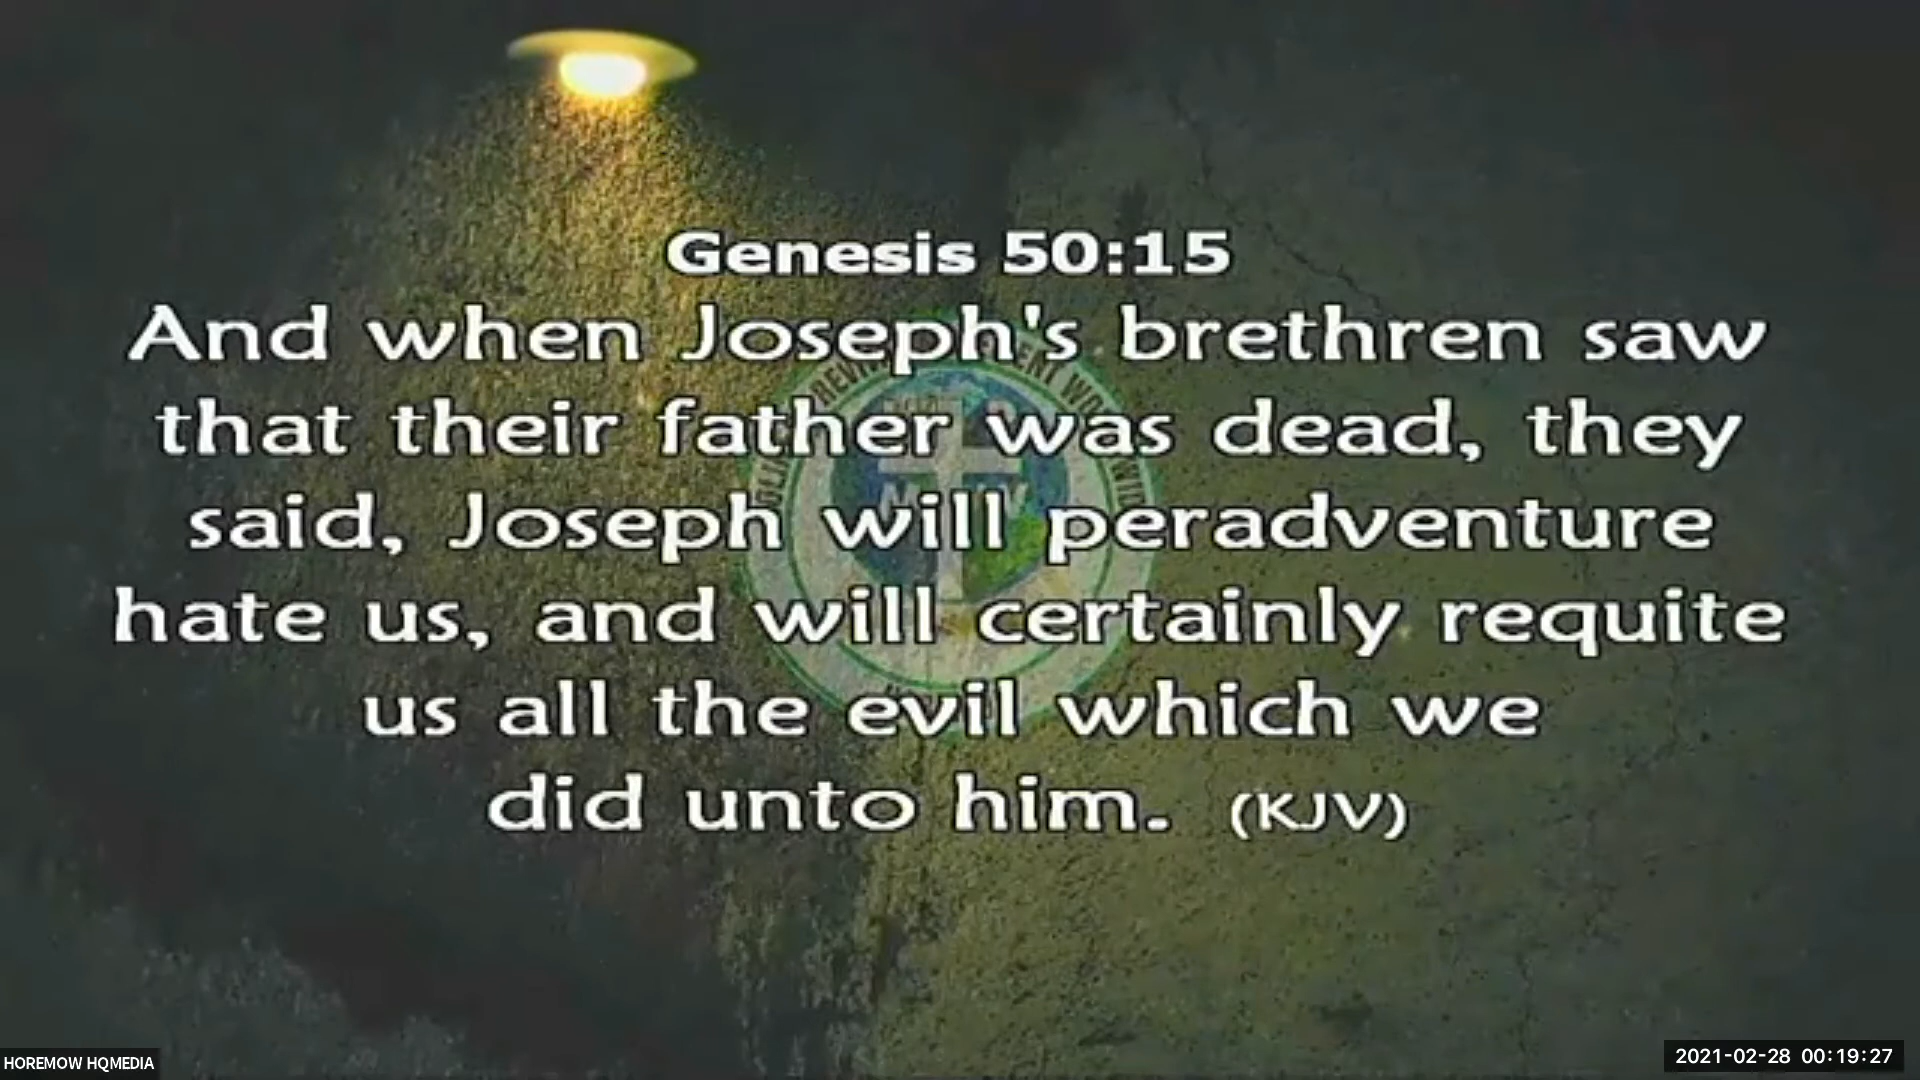 Genesis 50:15
And when Joseph's brethren saw
that their father was dead, they
said, Joseph will peradventure
hate us, and will certainly requite
us all the evil which we
did unto him. (KJV)
HOREMOW HQMEDIA
2021-02-28 00:19:27